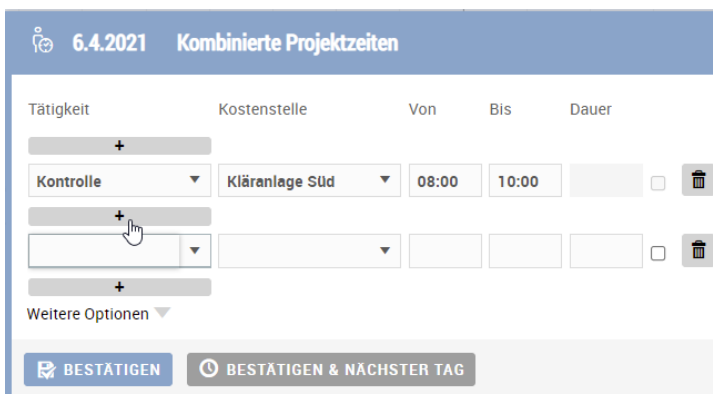 6.4.2021 Kombinierte Projektzeiten
Tätigkeit Kostenstelle Von Bis Dauer
+
Kontrolle Kläranlage Süd 08:00 10:00
+
+
Weitere Optionen
BESTÄTIGEN BESTÄTIGEN & NÄCHSTER TAG